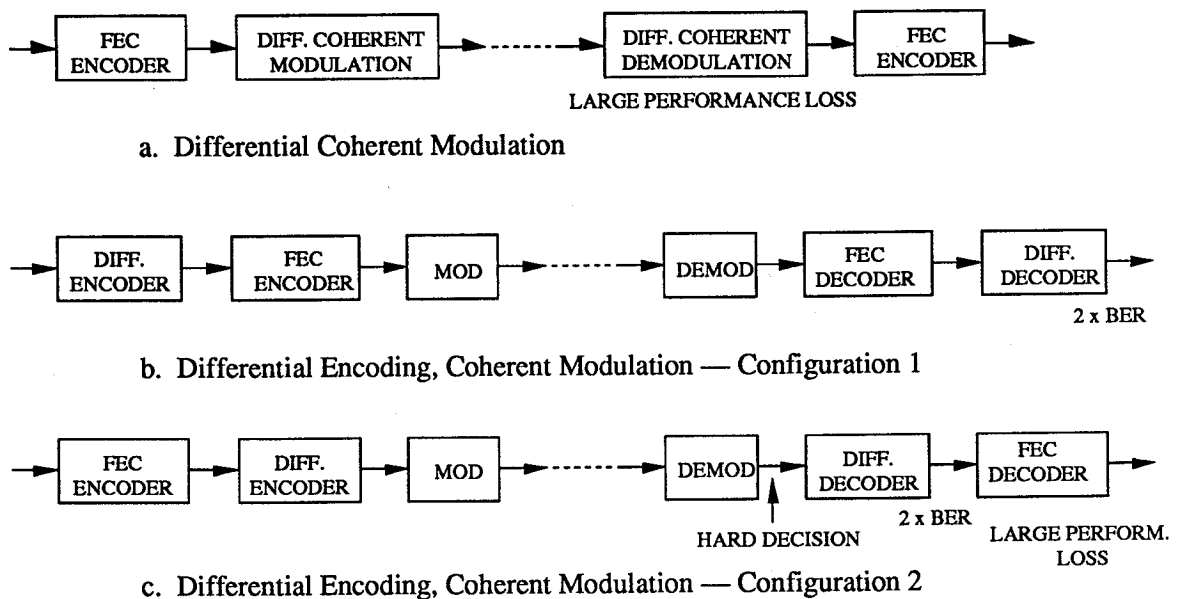 FEC
ENCODER
DIFF. COHERENT
MODULATION
DIFF. COHERENT
DEMODULATION
FEC
ENCODER
LARGE PERFORMANCE LOSS
a. Differential Coherent Modulation
DIFF.
ENCODER
FEC
ENCODER
MOD
DEMOD
FEC
DECODER
DIFF.
DECODER
2 x BER
b. Differential Encoding, Coherent Modulation — Configuration 1
FEC
ENCODER
DIFF.
ENCODER
MOD
DEMOD
DIFF.
DECODER
FEC
DECODER
HARD DECISION
2 x BER
LARGE PERFORM.
LOSS
c. Differential Encoding, Coherent Modulation — Configuration 2